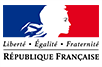 Liberté • Égalité • Fraternité
RÉPUBLIQUE FRANÇAISE